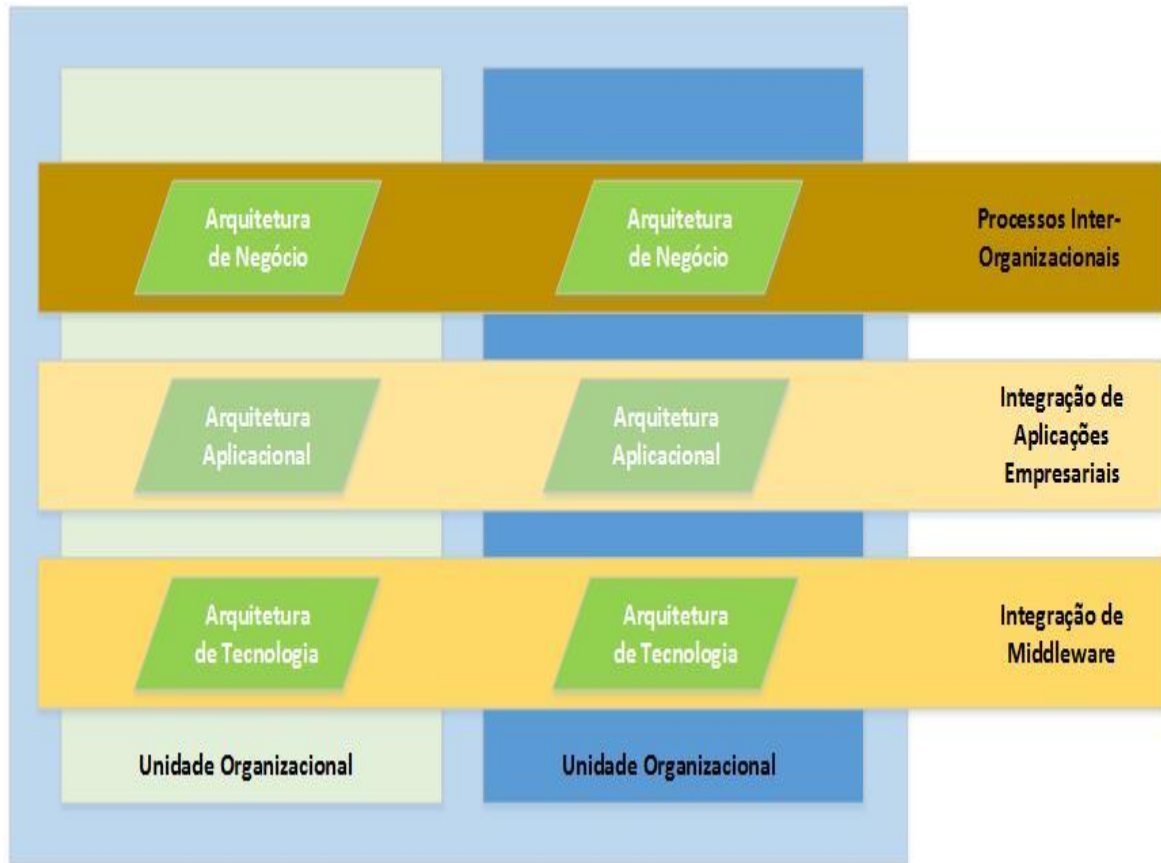 Arquitetura
de Negócio
Arquitetura
de Negócio
Processos Inter-
Organizacionais
Arquitetura
Aplicacional
Arquitetura
Aplicacional
Integração de
Aplicações
Empresariais
Arquitetura
de Tecnologia
Arquitetura
de Tecnologia
Integração de
Middleware
Unidade Organizacional
Unidade Organizacional